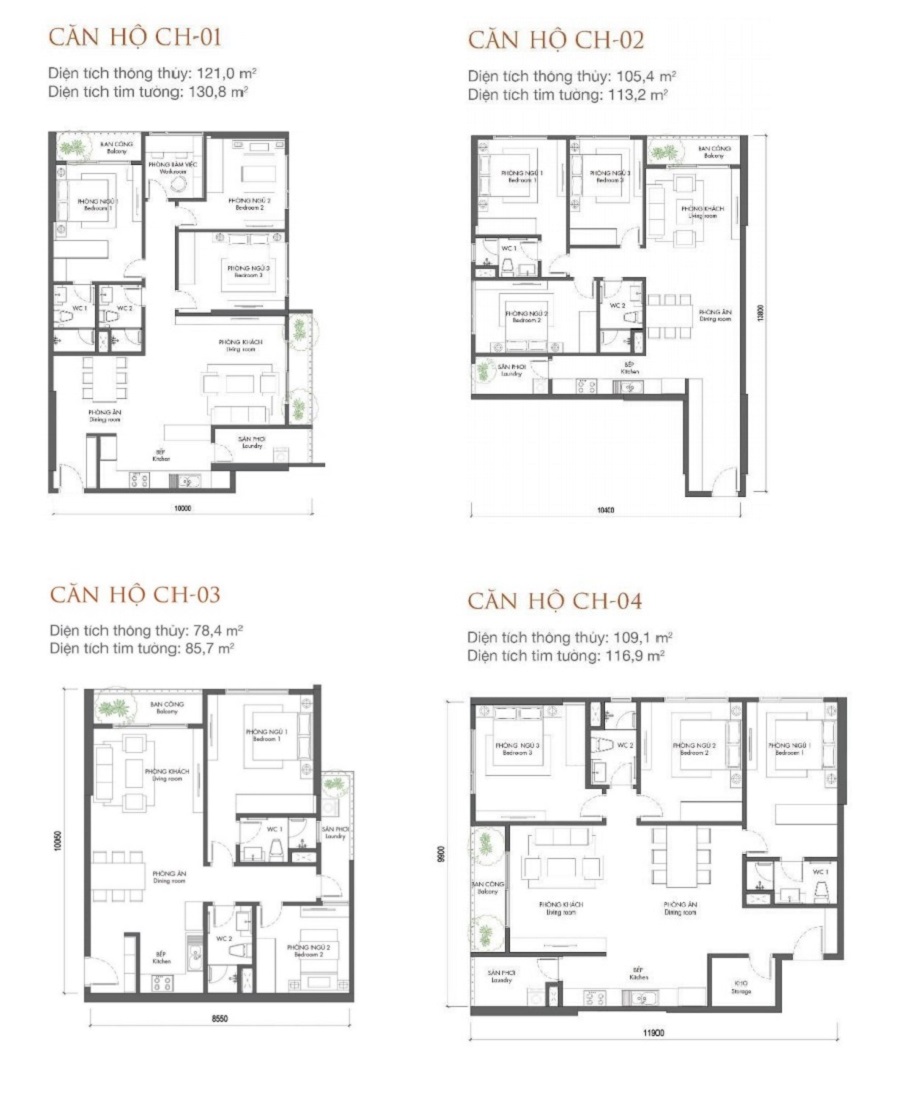 CĂN HỘ CH-01
Diện tích thông thủy: 121,0 m²
Diện tích tim tường: 130,8 m²
BAN CÔNG
Balcony
PHÒNG LÀM VIỆC
Workroom
PHÒNG NGỦ 1
Bedroom 1
PHÒNG NGỦ 2
Bedroom 2
PHÒNG NGỦ 3
Bedroom 3
WC 1
WC 2
PHÒNG KHÁCH
Living room
PHÒNG ĂN
Dining room
SÂN PHƠI
Laundry
BẾP
Kitchen
10000
CĂN HỘ CH-02
Diện tích thông thủy: 105,4 m²
Diện tích tim tường: 113,2 m²
PHÒNG NGỦ 1
Bedroom 1
PHÒNG NGỦ 3
Bedroom 3
BAN CÔNG
Balcony
PHÒNG KHÁCH
Living room
WC 1
WC 2
PHÒNG NGỦ 2
Bedroom 2
PHÒNG ĂN
Dining room
SÂN PHƠI
Laundry
BẾP
Kitchen
10400
CĂN HỘ CH-03
Diện tích thông thủy: 78,4 m²
Diện tích tim tường: 85,7 m²
BAN CÔNG
Balcony
PHÒNG NGỦ 1
Bedroom 1
PHÒNG KHÁCH
Living room
WC 1
SÂN PHƠI
Laundry
PHÒNG ĂN
Dining room
WC 2
PHÒNG NGỦ 2
Bedroom 2
BẾP
Kitchen
10050
8550
CĂN HỘ CH-04
Diện tích thông thủy: 109,1 m²
Diện tích tim tường: 116,9 m²
PHÒNG NGỦ 3
Bedroom 3
WC 2
PHÒNG NGỦ 2
Bedroom 2
PHÒNG NGỦ 1
Bedroom 1
9900
BAN CÔNG
Balcony
WC 1
PHÒNG KHÁCH
Living room
PHÒNG ĂN
Dining room
SÂN PHƠI
Laundry
BẾP
Kitchen
KHO
Storage
11900